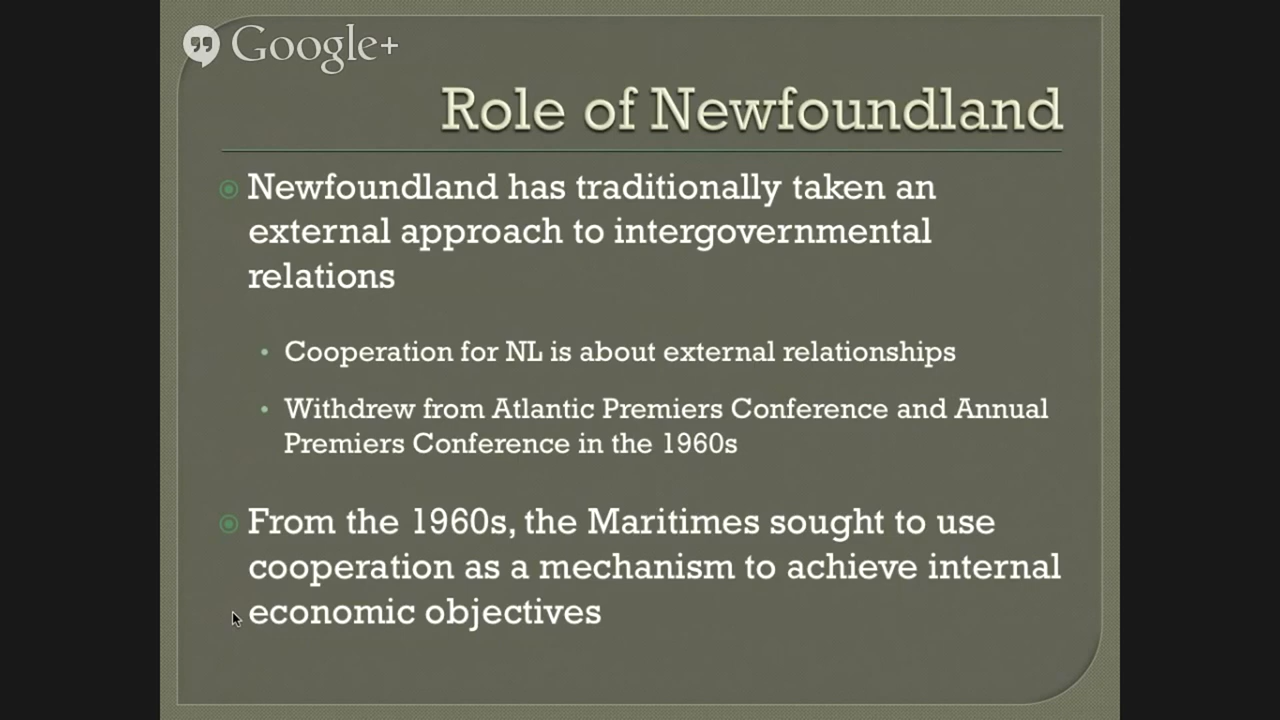 Google+
Role of Newfoundland
Newfoundland has traditionally taken an
external approach to intergovernmental
relations
Cooperation for NL is about external relationships
Withdrew from Atlantic Premiers Conference and Annual
Premiers Conference in the 1960s
From the 1960s, the Maritimes sought to use
cooperation as a mechanism to achieve internal
economic objectives